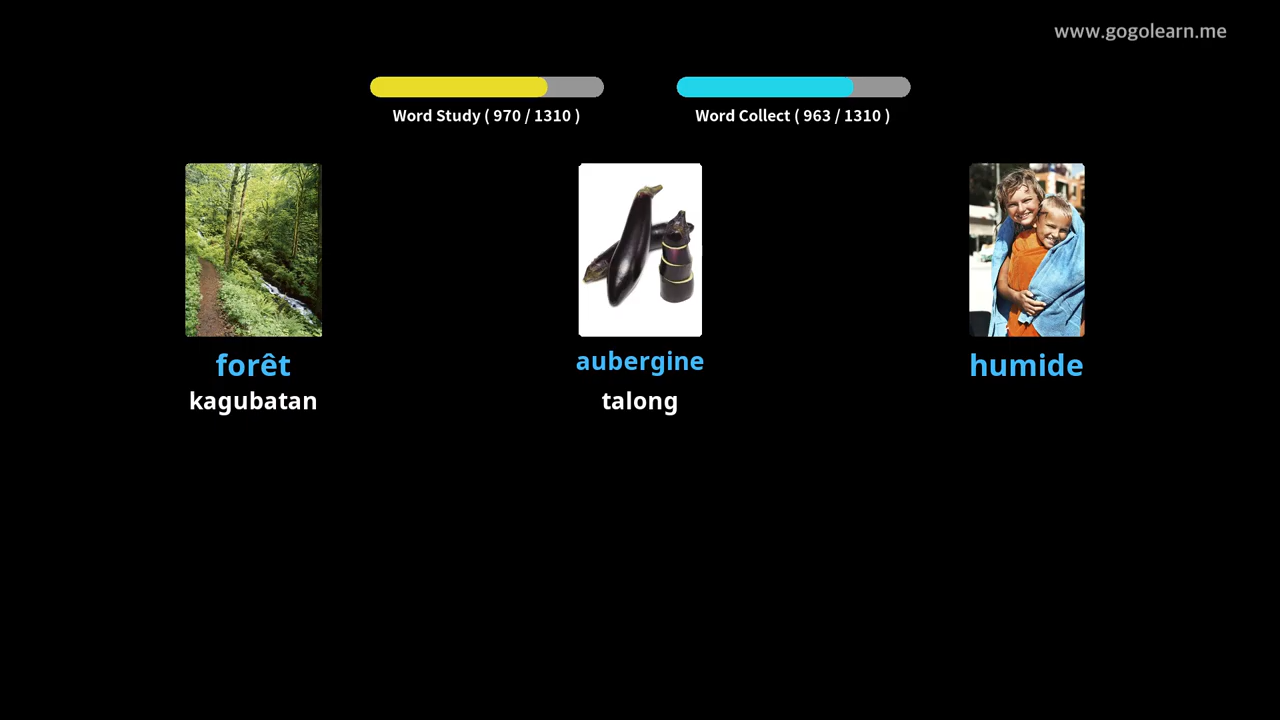 www.gogolearn.me
Word Study ( 970 / 1310 )
Word Collect ( 963 / 1310 )
forêt
kagubatan
aubergine
talong
humide